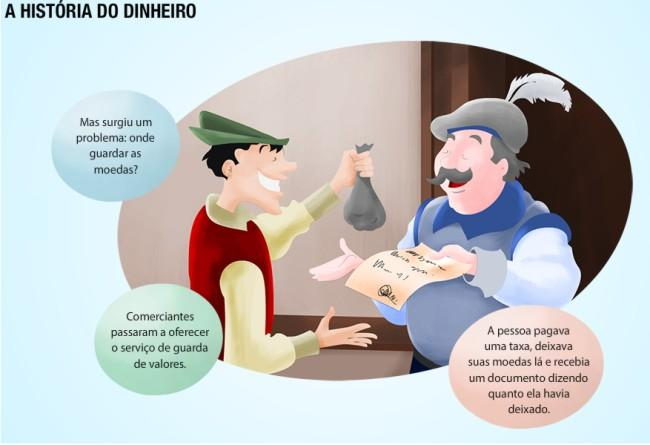 A HISTÓRIA DO DINHEIRO
Mas surgiu um
problema: onde
guardar as
moedas?
Comerciantes
passaram a oferecer
o serviço de guarda
de valores.
A pessoa pagava
uma taxa, deixava
suas moedas lá e recebia
um documento dizendo
quanto ela havia
deixado.